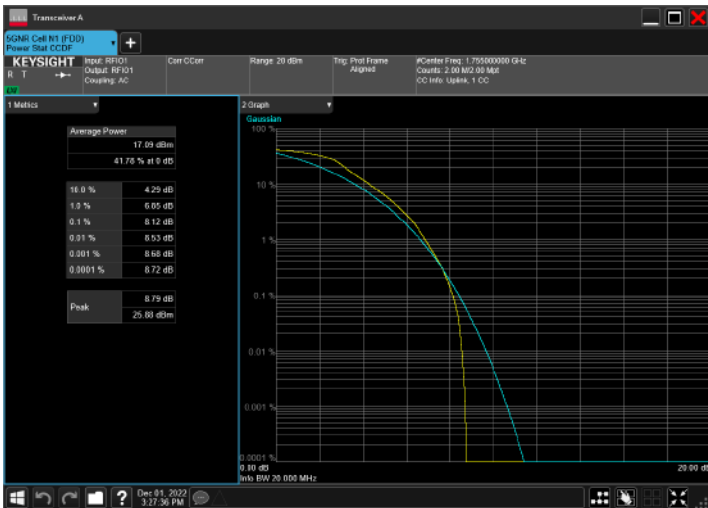 Transceiver A
5GNR Cell N1 (FDD)
Power Stat CCDF
KEYSIGHT
R T
Input: RFIO1
Output: RFIO1
Coupling: AC
Corr CCorr
Range: 20 dBm
Trig: Prot Frame
Aligned
#Center Freq: 1.755000000 GHz
Counts: 2.00 M/2.00 Mpt
CC Info: Uplink, 1 CC
1 Metrics
Average Power
17.09 dBm
41.78 % at 0 dB
10.0 % 4.29 dB
1.0 % 6.85 dB
0.1 % 8.12 dB
0.01 % 8.53 dB
0.001 % 8.68 dB
0.0001 % 8.72 dB
Peak
8.79 dB
25.88 dBm
2 Graph
Gaussian
100 %
10 %
1 %
0.1 %
0.01 %
0.001 %
0.0001 %
0.00 dB
20.00 dB
Info BW 20.000 MHz
?
Dec 01, 2022
3:27:36 PM